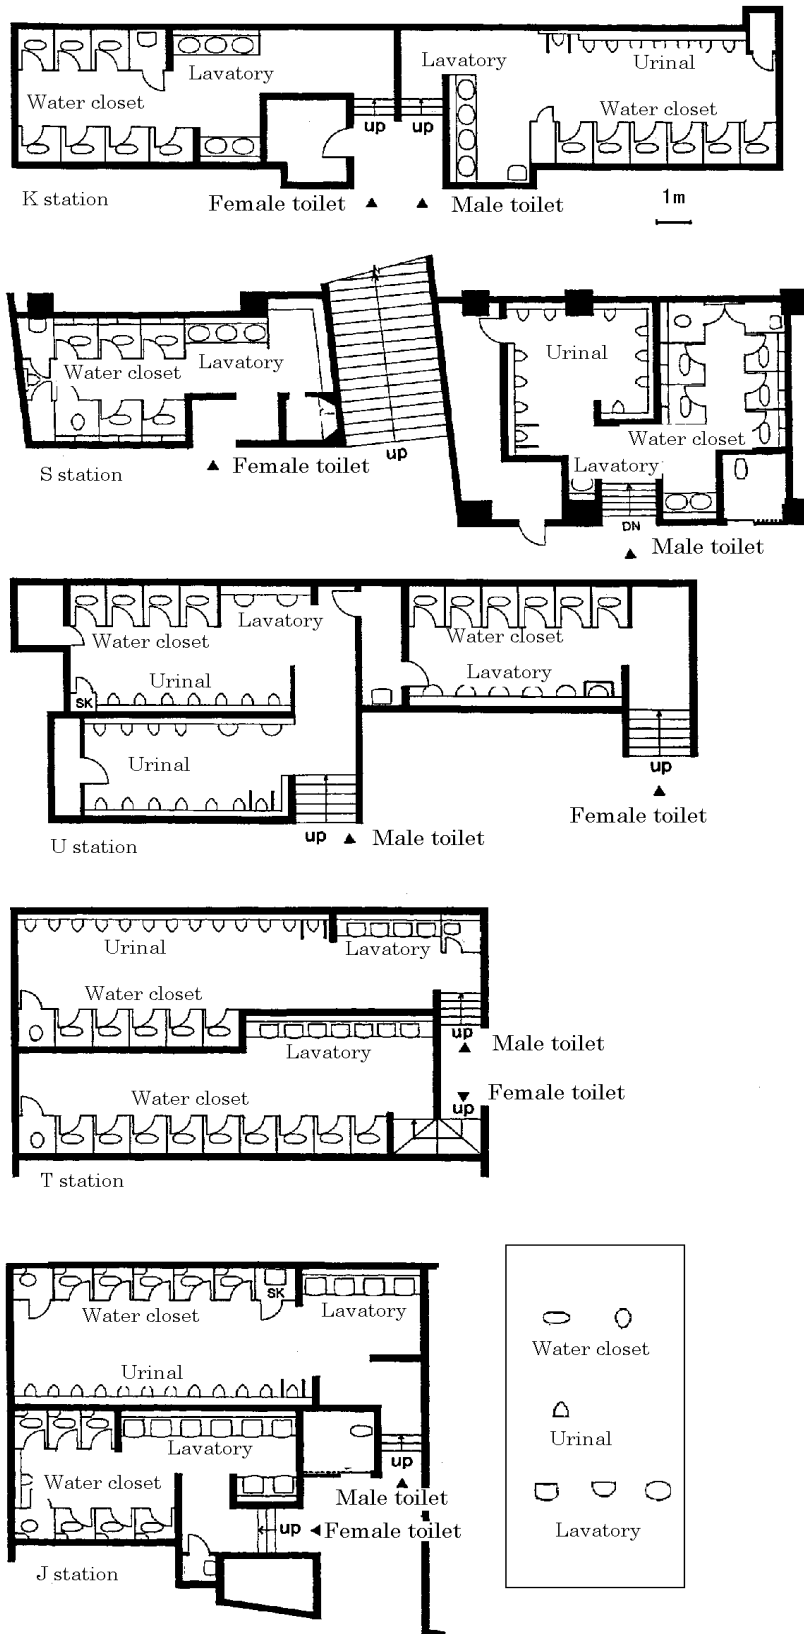 Lavatory
Lavatory
Urinal
Water closet
Water closet
up
up
K station
Female toilet
Male toilet
1m
N
Urinal
Water closet
Lavatory
Water closet
Lavatory
up
S station
Female toilet
DN
Male toilet
Water closet
Lavatory
Water closet
Urinal
Lavatory
SK
Urinal
up
up
Female toilet
Male toilet
U station
Urinal
Lavatory
Water closet
up
Male toilet
Lavatory
Female toilet
Water closet
up
T station
SK
Water closet
Lavatory
Urinal
Lavatory
up
Water closet
Male toilet
up
Female toilet
J station
Water closet
Urinal
Lavatory